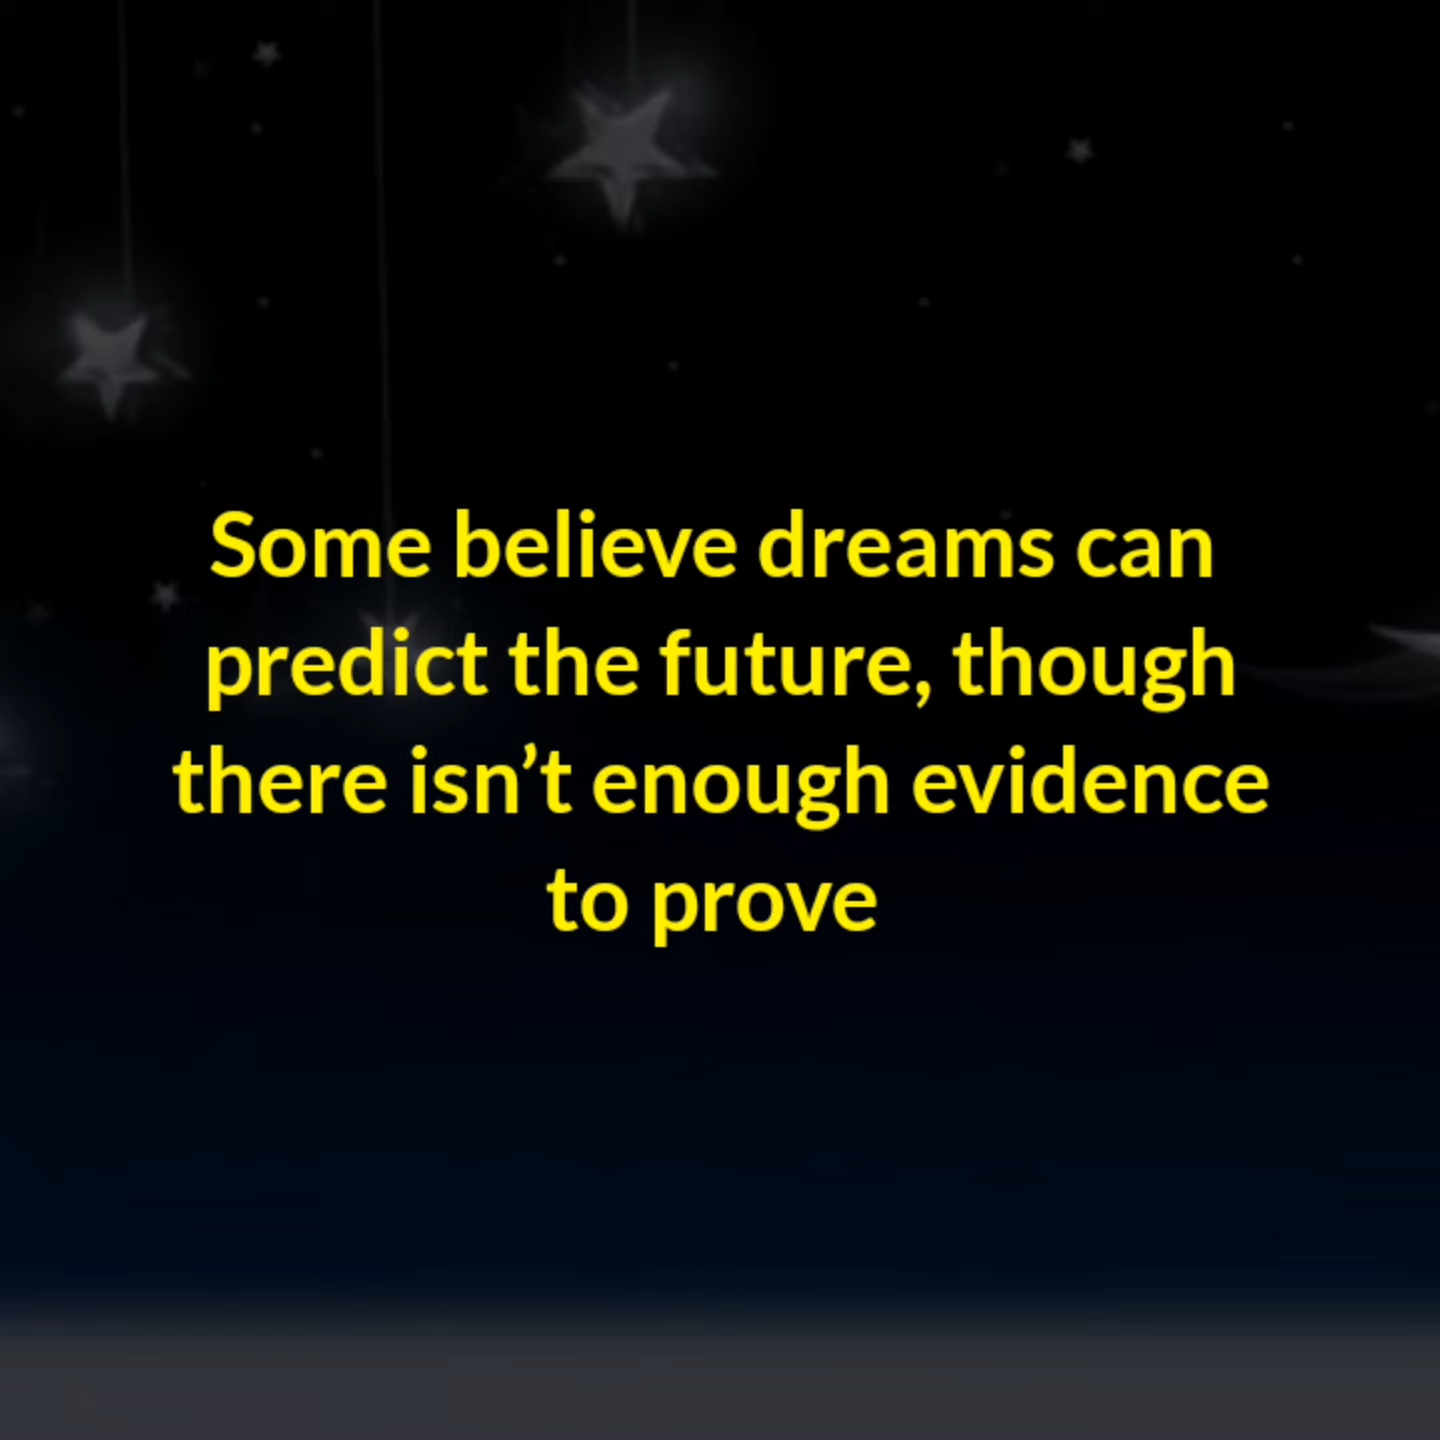 Some believe dreams can
predict the future, though
there isn’t enough evidence
to prove